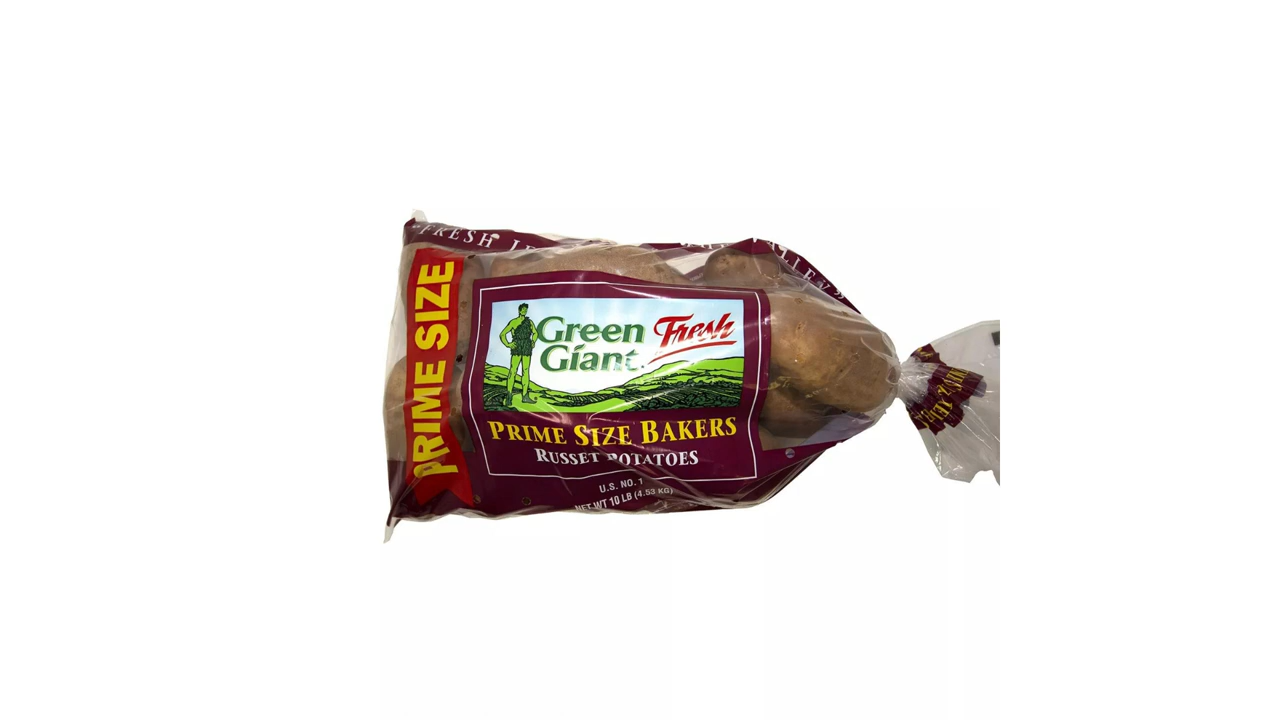 "FRESH
PRIME SIZE
Green
Giant
Fresh
PRIME SIZE BAKERS
RUSSET POTATOES
U.S. NO. 1
NET WT 10 LB (4.53 KG)